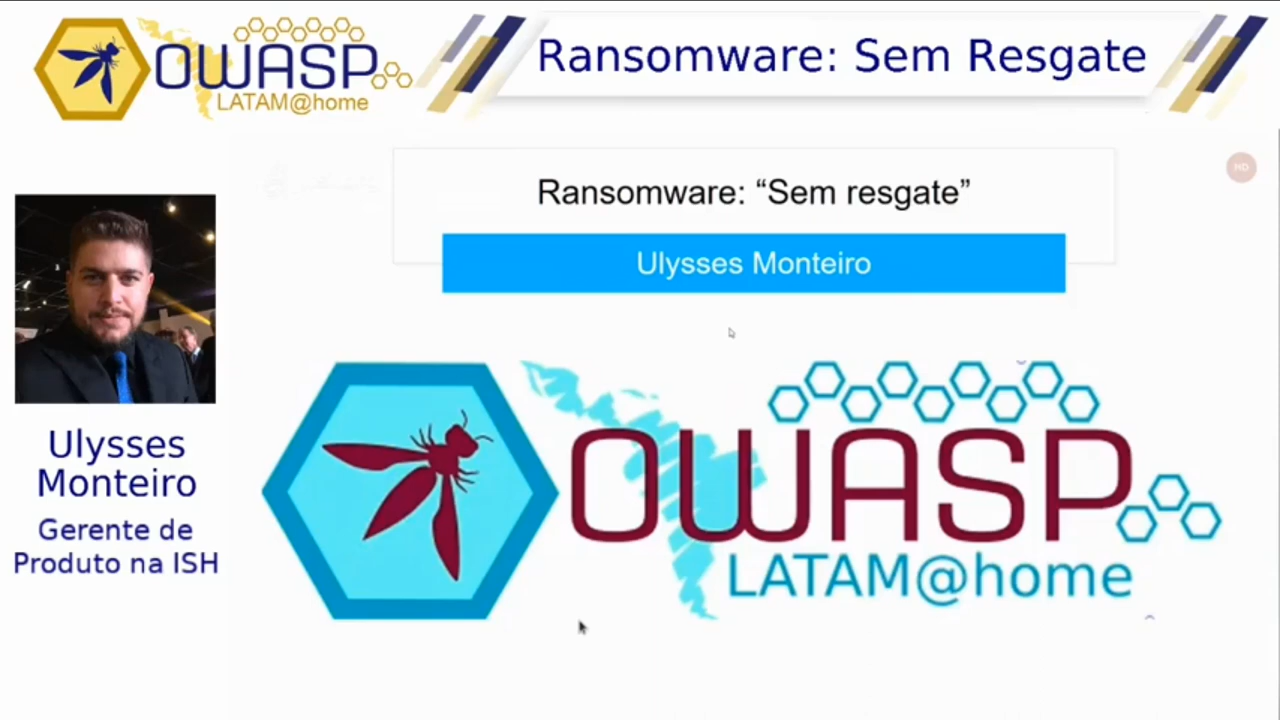 OWASP
LATAM@home
Ransomware: Sem Resgate
HD
Ransomware: “Sem resgate”
Ulysses Monteiro
Ulysses
Monteiro
Gerente de
Produto na ISH
OWASP
LATAM@home